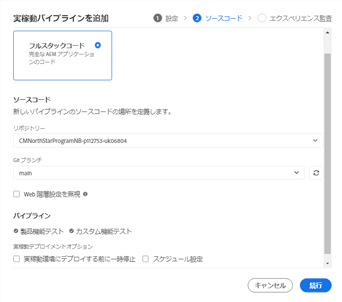 実稼動パイプラインを追加
1 設定
2 ソースコード
エクスペリエンス監査
フルスタックコード
完全な AEM アプリケーション
のコード
ソースコード
新しいパイプラインのソースコードの場所を定義します。
リポジトリー
CMNorthStarProgramNB-p112753-uk06804
Git ブランチ
main
Web 階層設定を無視
パイプライン
製品機能テスト カスタム機能テスト
実稼動デプロイメントオプション
実稼動環境にデプロイする前に一時停止 スケジュール設定
キャンセル 続行